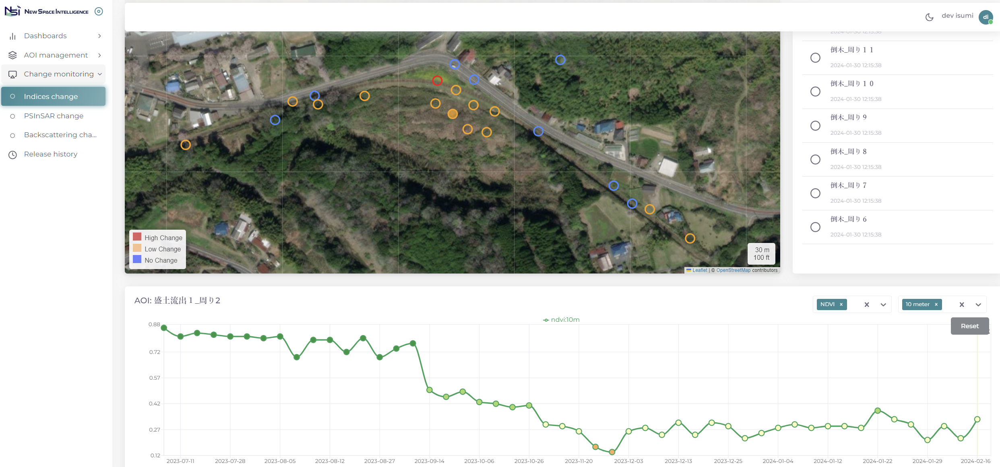 NSI NEW SPACE INTELLIGENCE
dev isumi
di
Dashboards
AOI management
Change monitoring
Indices change
PSInSAR change
Backscattering cha...
Release history
High Change
Low Change
No Change
30 m
100 ft
Leaflet | © OpenStreetMap contributors
2024-01-30 12:15:38
倒木_周り１１
2024-01-30 12:15:38
倒木_周り１０
2024-01-30 12:15:38
倒木_周り９
2024-01-30 12:15:38
倒木_周り８
2024-01-30 12:15:38
倒木_周り７
2024-01-30 12:15:38
倒木_周り６
2024-01-30 12:15:38
AOI: 盛土流出１_周り2
NDVI
10 meter
Reset
ndvi:10m
0.88
0.72
0.57
0.42
0.27
0.12
2023-07-11
2023-07-28
2023-08-05
2023-08-12
2023-08-27
2023-09-14
2023-10-06
2023-10-26
2023-11-20
2023-12-03
2023-12-13
2023-12-25
2024-01-04
2024-01-12
2024-01-22
2024-01-29
2024-02-16